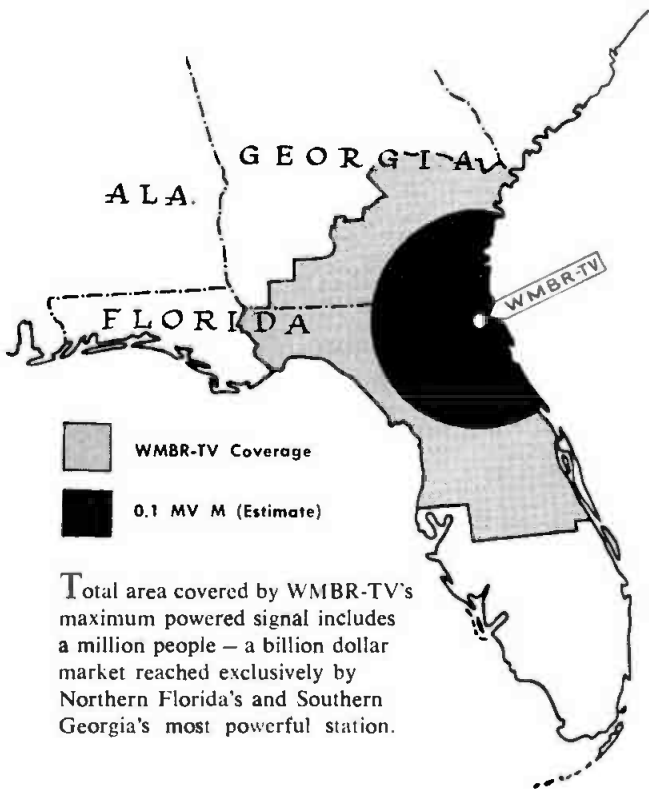 GEORGIA
ALA.
WMBR-TV
FLORIDA
WMBR-TV Coverage
0.1 MV M (Estimate)
Total area covered by WMBR-TV's
maximum powered signal includes
a million people – a billion dollar
market reached exclusively by
Northern Florida's and Southern
Georgia's most powerful station.